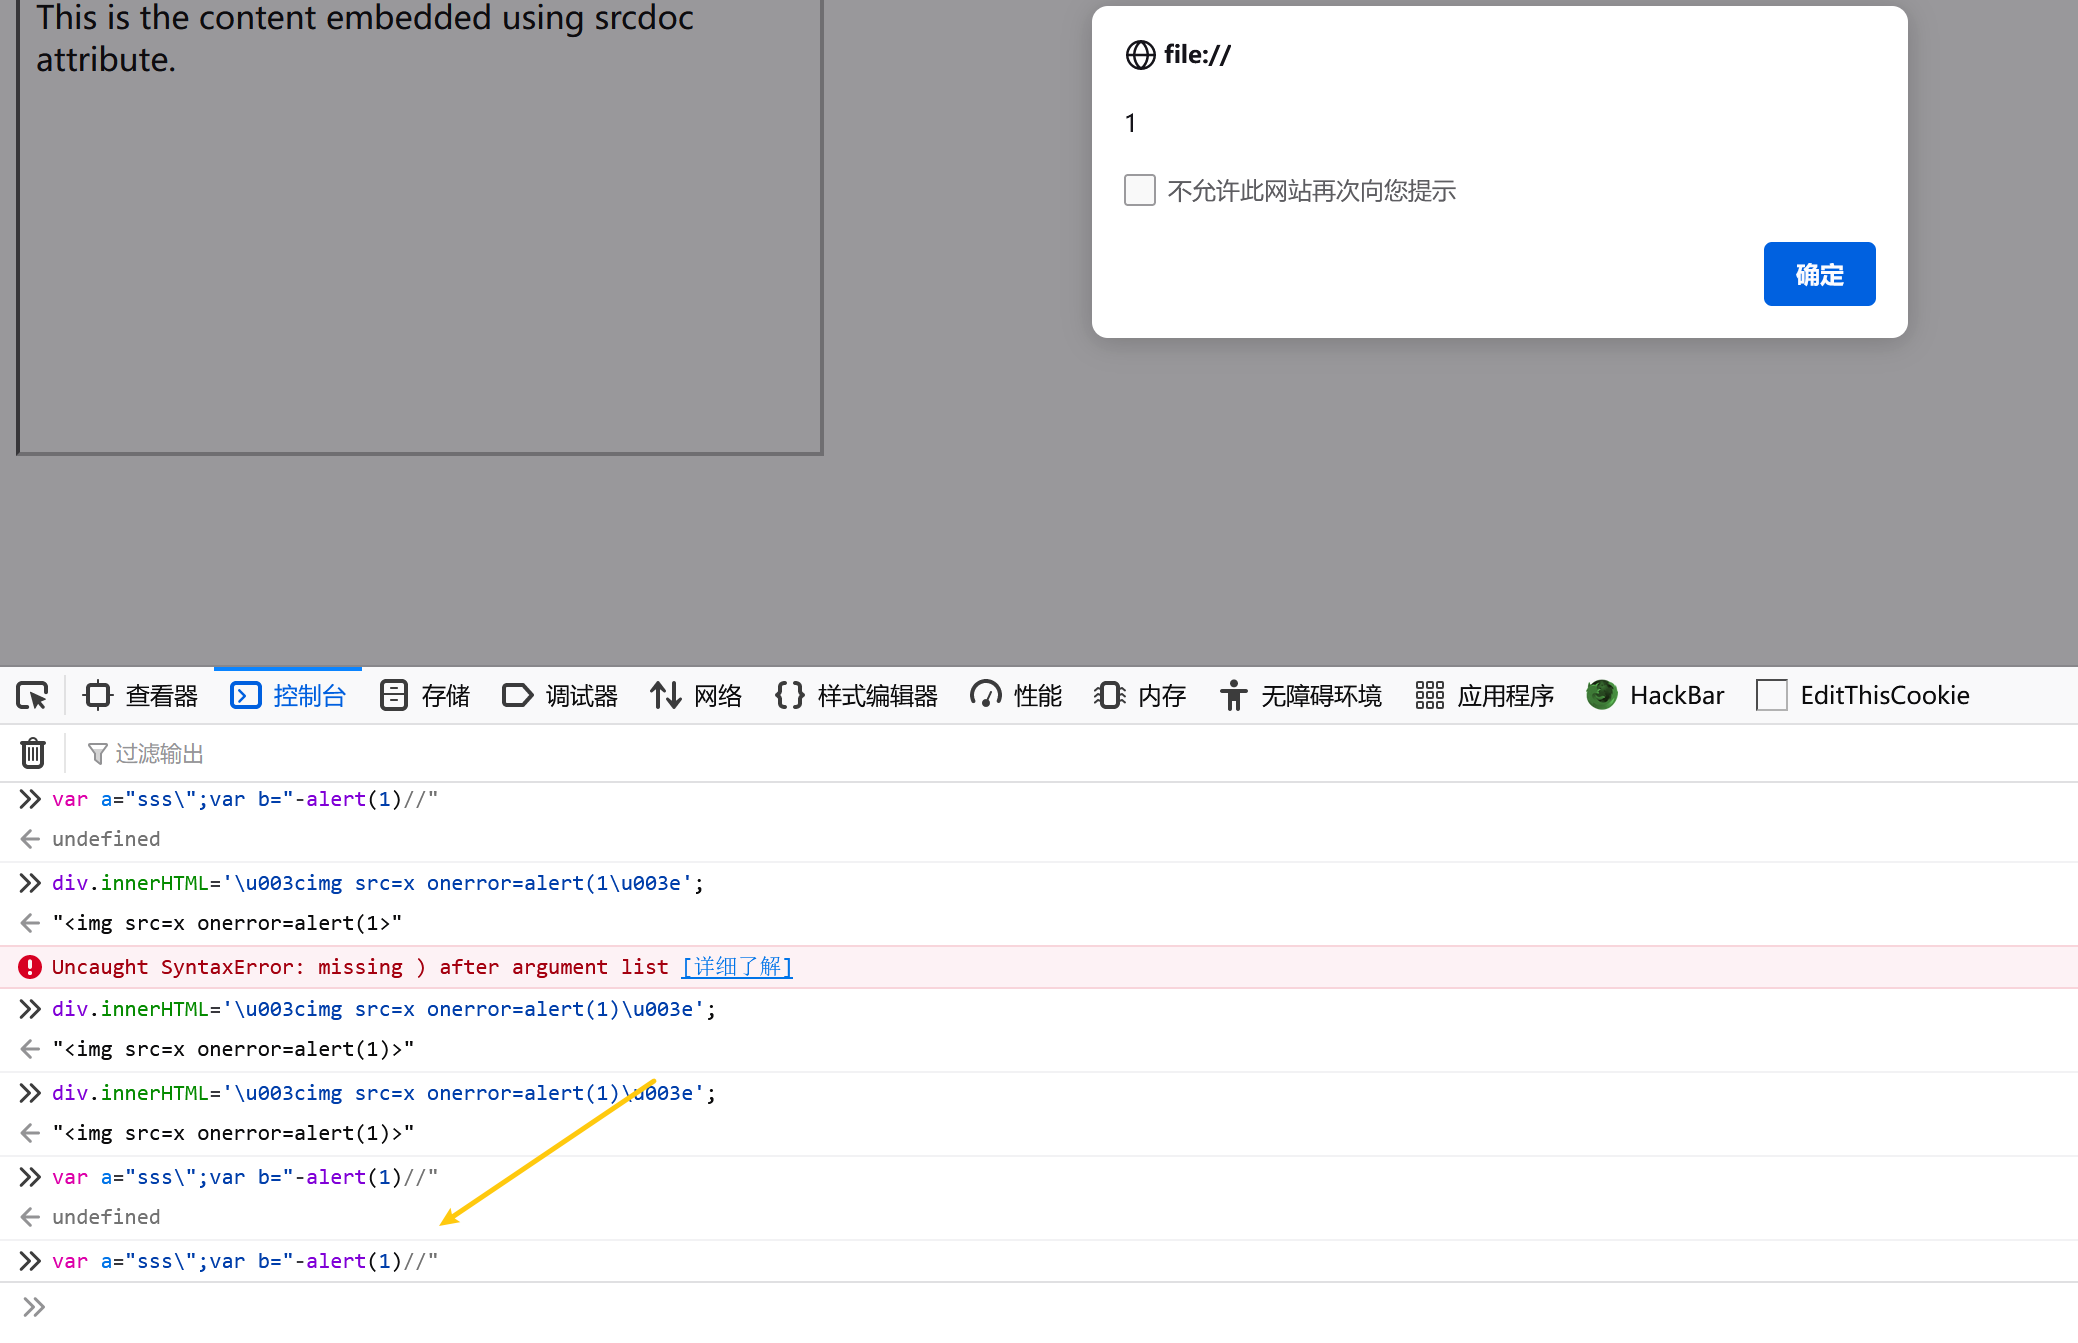 This is the content embedded using srcdoc
attribute.
file://
1
不允许此网站再次向您提示
确定
查看器 控制台 存储 调试器 网络 样式编辑器 性能 内存 无障碍环境 应用程序 HackBar EditThisCookie
过滤输出
var a="sss\";var b="-alert(1)//"
undefined
div.innerHTML='\u003cimg src=x onerror=alert(1\u003e';
"<img src=x onerror=alert(1>"
Uncaught SyntaxError: missing ) after argument list [详细了解]
div.innerHTML='\u003cimg src=x onerror=alert(1)\u003e';
"<img src=x onerror=alert(1)>"
div.innerHTML='\u003cimg src=x onerror=alert(1)\u003e';
"<img src=x onerror=alert(1)>"
var a="sss\";var b="-alert(1)//"
undefined
var a="sss\";var b="-alert(1)//"